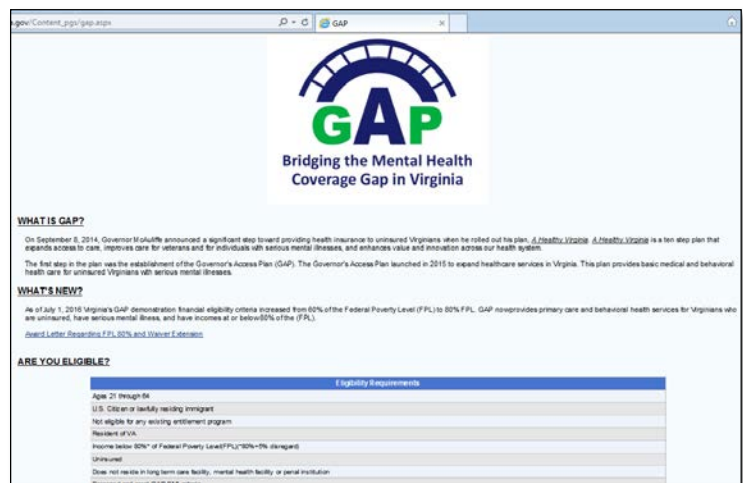 .gov/Content_pgs/gap.aspx
GAP
GAP
Bridging the Mental Health
Coverage Gap in Virginia
WHAT IS GAP?
On September 8, 2014, Governor McAuliffe announced a significant step toward providing health insurance to uninsured Virginians when he rolled out his plan, A Healthy Virginia. A Healthy Virginia is a ten step plan that
expands access to care, improves care for veterans and for individuals with serious mental illnesses, and enhances value and innovation across our health system.
The first step in the plan was the establishment of the Governor's Access Plan (GAP). The Governor's Access Plan launched in 2015 to expand healthcare services in Virginia. This plan provides basic medical and behavioral
health care for uninsured Virginians with serious mental illnesses.
WHAT'S NEW?
As of July 1, 2016 Virginia's GAP demonstration financial eligibility criteria increased from 60% of the Federal Poverty Level (FPL) to 80% FPL. GAP now provides primary care and behavioral health services for Virginians who
are uninsured, have serious mental illness, and have incomes at or below 80% of the (FPL).
Award Letter Regarding FPL 80% and Waiver Extension
ARE YOU ELIGIBLE?
Eligibility Requirements
Ages 21 through 64
U.S. Citizen or lawfully residing immigrant
Not eligible for any existing entitlement program
Resident of VA
Income below 80%* of Federal Poverty Level(FPL)(*80%+5% disregard)
Uninsured
Does not reside in long term care facility, mental health facility or penal institution